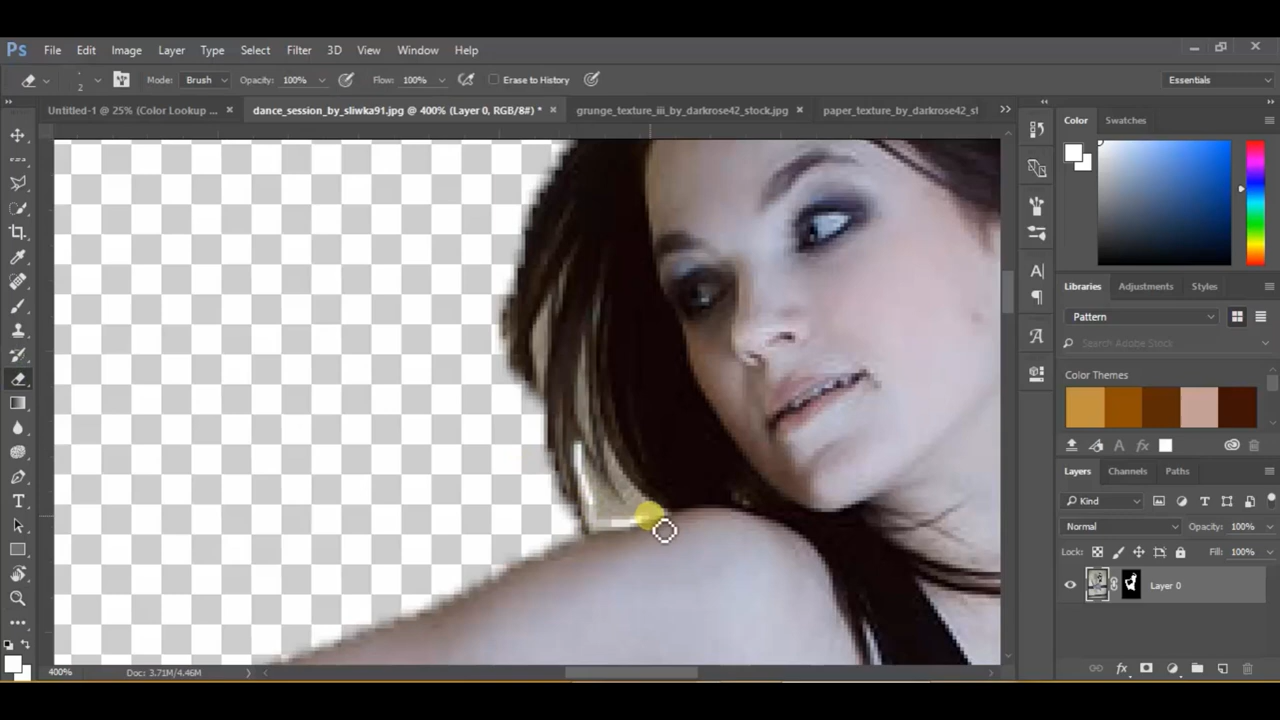 Ps File Edit Image Layer Type Select Filter 3D View Window Help
2 Mode: Brush Opacity: 100% Flow: 100% Erase to History Essentials
Untitled-1 @ 25% (Color Lookup ... × dance_session_by_sliwka91.jpg @ 400% (Layer 0, RGB/8#) * × grunge_texture_iii_by_darkrose42_stock.jpg × paper_texture_by_darkrose42_st
Color Swatches
Libraries Adjustments Styles
Pattern
Search Adobe Stock
Color Themes
Layers Channels Paths
Kind
Normal Opacity: 100%
Lock: Fill: 100%
Layer 0
400% Doc: 3.71M/4.46M